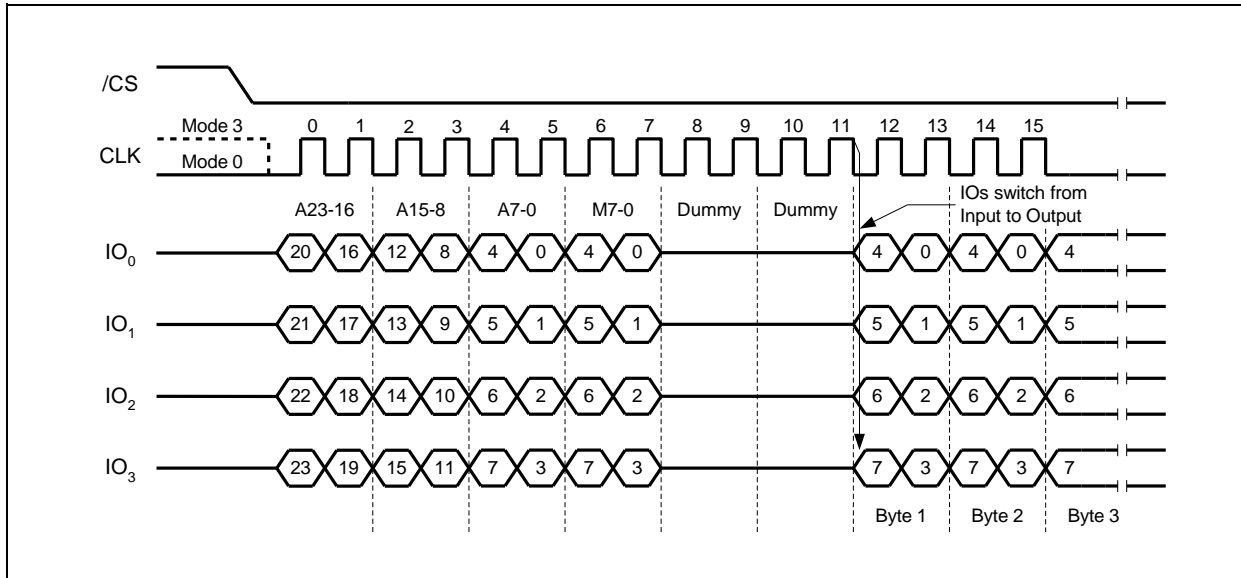 /CS
Mode 3 0 1 2 3 4 5 6 7 8 9 10 11 12 13 14 15
CLK
Mode 0
IOs switch from
Input to Output
A23-16 A15-8 A7-0 M7-0 Dummy Dummy
IO0 20 16 12 8 4 0 4 0 4 0 4 0 4
IO1 21 17 13 9 5 1 5 1 5 1 5 1 5
IO2 22 18 14 10 6 2 6 2 6 2 6 2 6
IO3 23 19 15 11 7 3 7 3 7 3 7 3 7
Byte 1 Byte 2 Byte 3